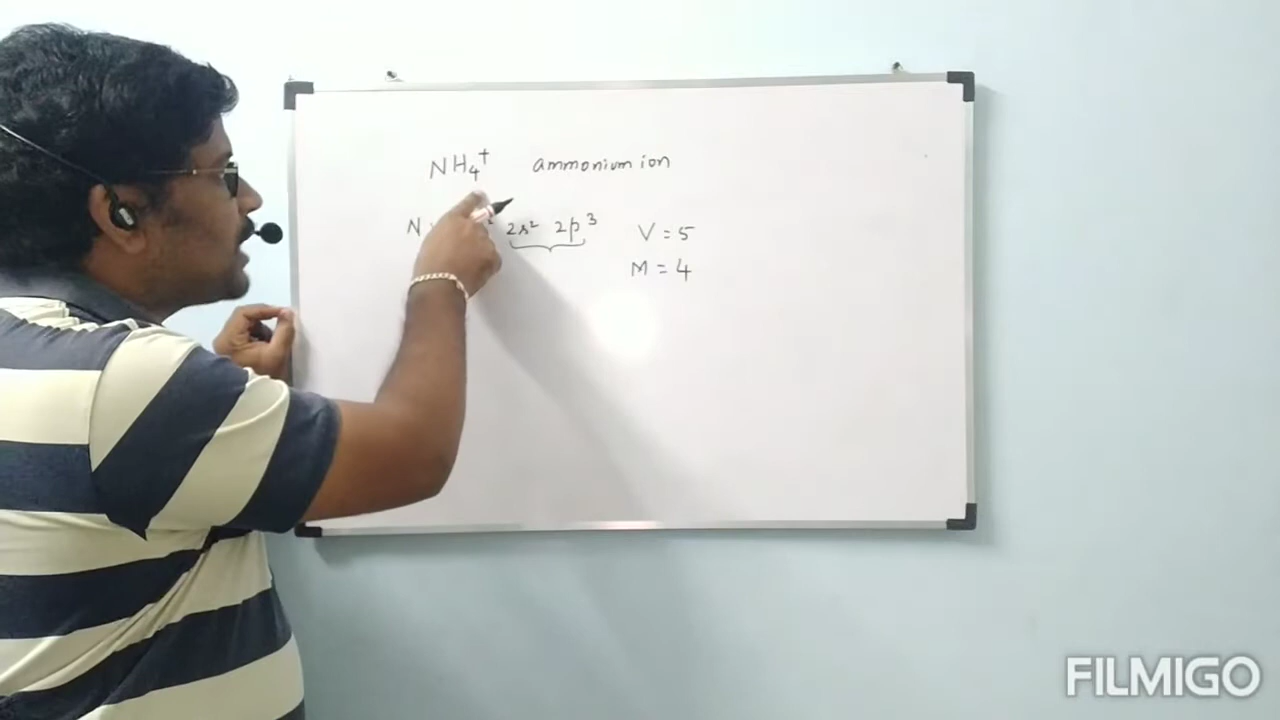 NH₄⁺ ammonium ion
N 2s² 2p³ V = 5
M = 4
FILMIGO